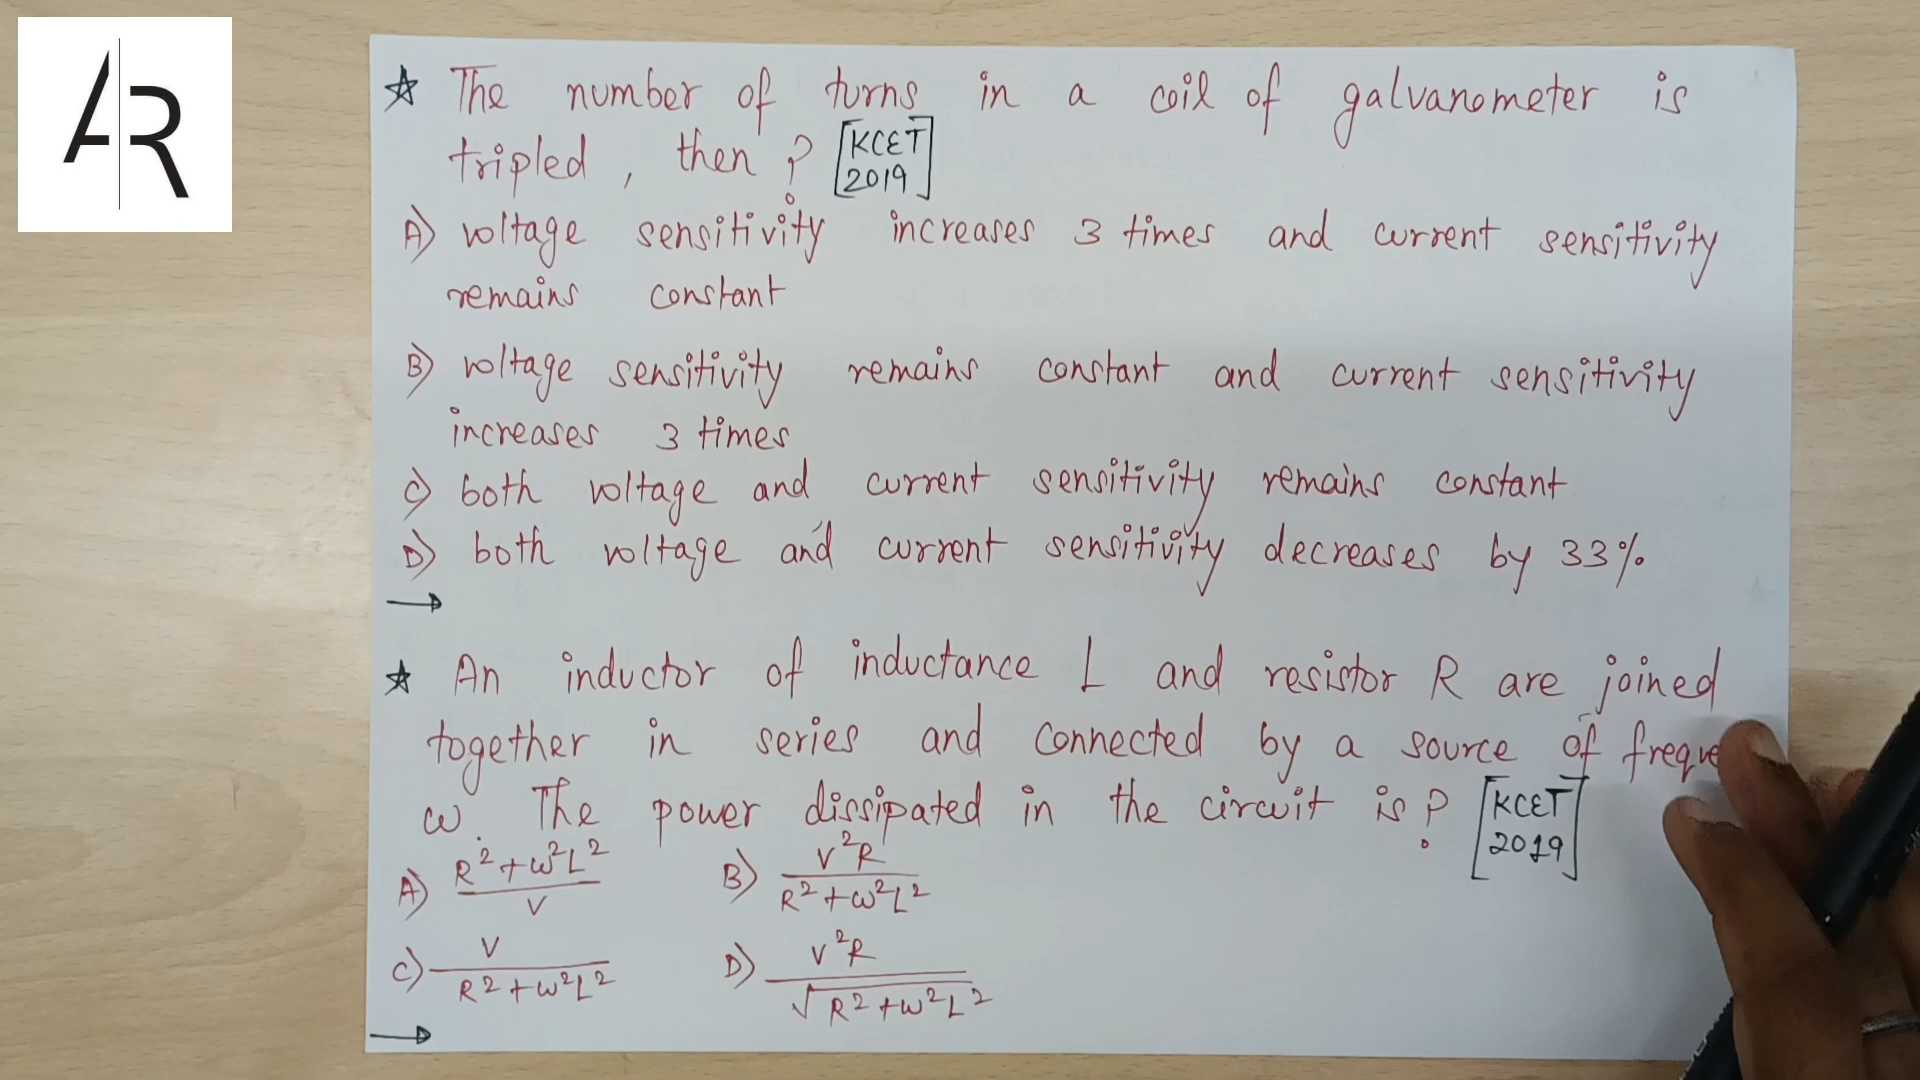 AR
☆ The number of turns in a coil of galvanometer is
tripled, then? [KCET 2019]
A) voltage sensitivity increases 3 times and current sensitivity
remains constant
B) voltage sensitivity remains constant and current sensitivity
increases 3 times
C) both voltage and current sensitivity remains constant
D) both voltage and current sensitivity decreases by 33%
→
☆ An inductor of inductance L and resistor R are joined
together in series and connected by a source of freque
ω. The power dissipated in the circuit is? [KCET 2019]
A) (R²+ω²L²)/V B) V²R/(R²+ω²L²)
C) V/(R²+ω²L²) D) V²R/√(R²+ω²L²)
→